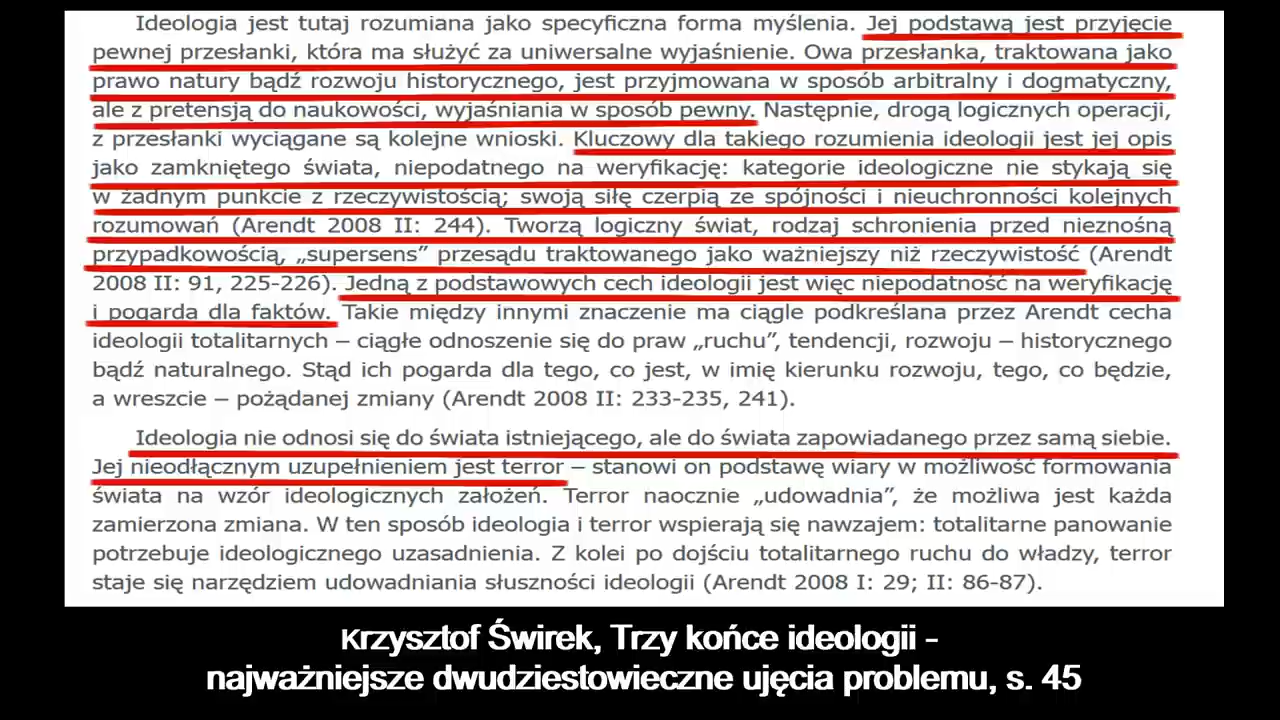 Ideologia jest tutaj rozumiana jako specyficzna forma myślenia. Jej podstawą jest przyjęcie
pewnej przesłanki, która ma służyć za uniwersalne wyjaśnienie. Owa przesłanka, traktowana jako
prawo natury bądź rozwoju historycznego, jest przyjmowana w sposób arbitralny i dogmatyczny,
ale z pretensją do naukowości, wyjaśniania w sposób pewny. Następnie, drogą logicznych operacji,
z przesłanki wyciągane są kolejne wnioski. Kluczowy dla takiego rozumienia ideologii jest jej opis
jako zamkniętego świata, niepodatnego na weryfikację: kategorie ideologiczne nie stykają się
w żadnym punkcie z rzeczywistością; swoją siłę czerpią ze spójności i nieuchronności kolejnych
rozumowań (Arendt 2008 II: 244). Tworzą logiczny świat, rodzaj schronienia przed nieznośną
przypadkowością, „supersens” przesądu traktowanego jako ważniejszy niż rzeczywistość (Arendt
2008 II: 91, 225-226). Jedną z podstawowych cech ideologii jest więc niepodatność na weryfikację
i pogarda dla faktów. Takie między innymi znaczenie ma ciągle podkreślana przez Arendt cecha
ideologii totalitarnych – ciągłe odnoszenie się do praw „ruchu”, tendencji, rozwoju – historycznego
bądź naturalnego. Stąd ich pogarda dla tego, co jest, w imię kierunku rozwoju, tego, co będzie,
a wreszcie – pożądanej zmiany (Arendt 2008 II: 233-235, 241).
Ideologia nie odnosi się do świata istniejącego, ale do świata zapowiadanego przez samą siebie.
Jej nieodłącznym uzupełnieniem jest terror – stanowi on podstawę wiary w możliwość formowania
świata na wzór ideologicznych założeń. Terror naocznie „udowadnia”, że możliwa jest każda
zamierzona zmiana. W ten sposób ideologia i terror wspierają się nawzajem: totalitarne panowanie
potrzebuje ideologicznego uzasadnienia. Z kolei po dojściu totalitarnego ruchu do władzy, terror
staje się narzędziem udowadniania słuszności ideologii (Arendt 2008 I: 29; II: 86-87).
Krzysztof Świrek, Trzy końce ideologii -
najważniejsze dwudziestowieczne ujęcia problemu, s. 45